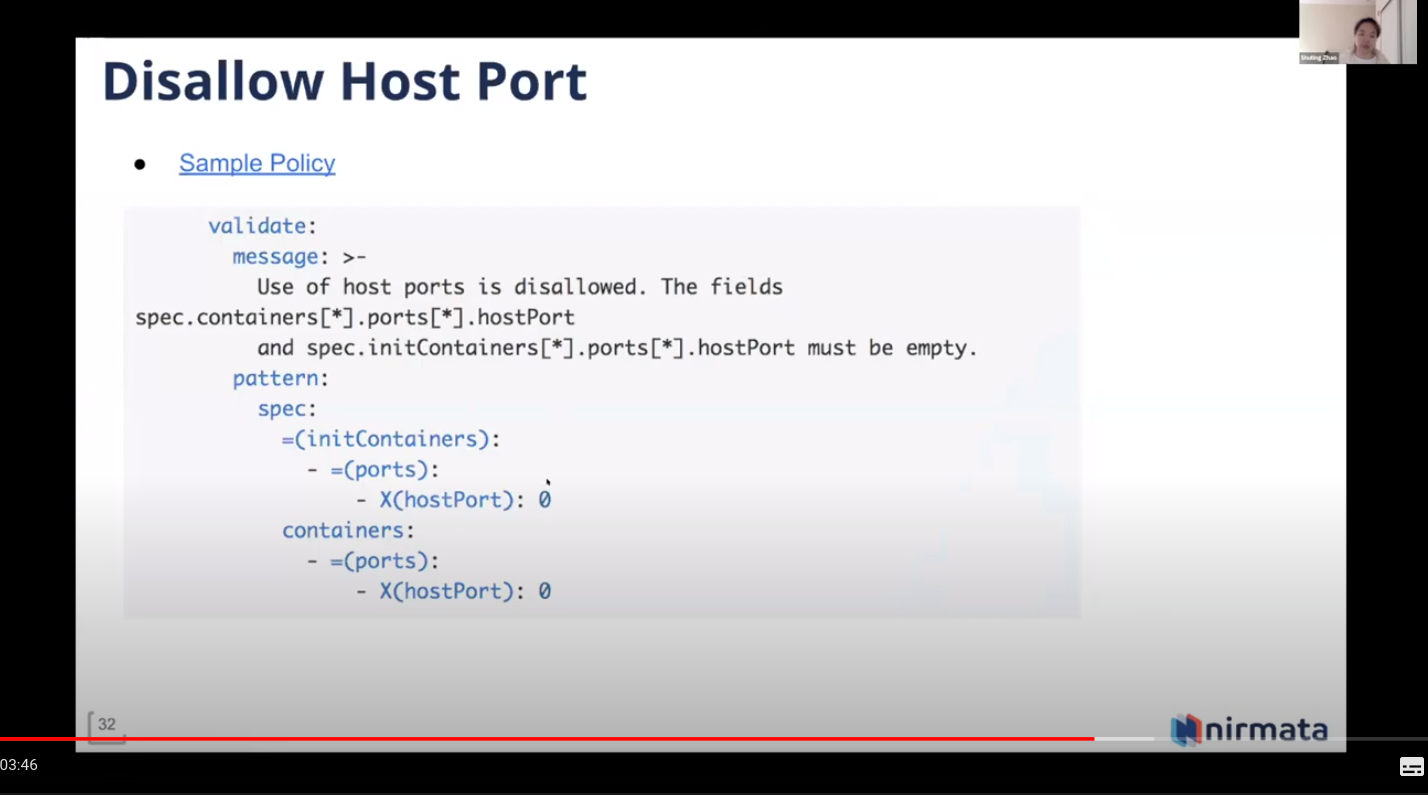 Shuting Zhao
Disallow Host Port
● Sample Policy
validate:
message: >-
Use of host ports is disallowed. The fields
spec.containers[*].ports[*].hostPort
and spec.initContainers[*].ports[*].hostPort must be empty.
pattern:
spec:
=(initContainers):
- =(ports):
- X(hostPort): 0
containers:
- =(ports):
- X(hostPort): 0
32
nirmata
03:46